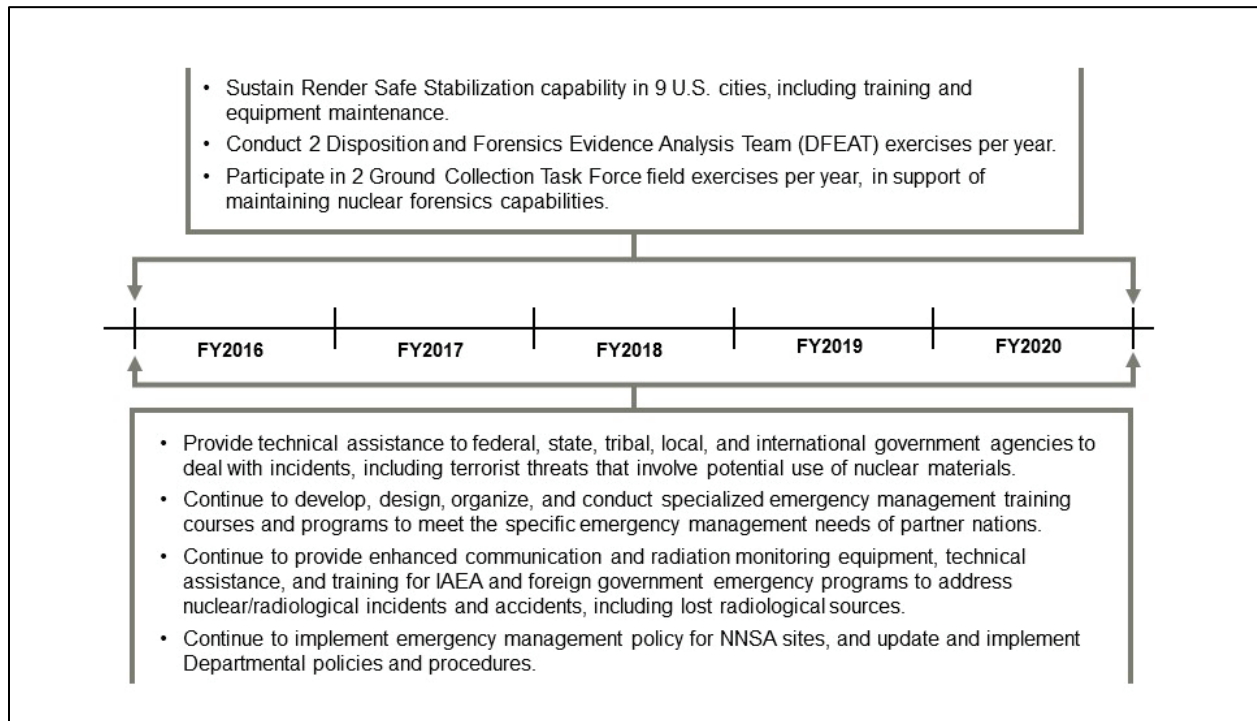 • Sustain Render Safe Stabilization capability in 9 U.S. cities, including training and
equipment maintenance.
• Conduct 2 Disposition and Forensics Evidence Analysis Team (DFEAT) exercises per year.
• Participate in 2 Ground Collection Task Force field exercises per year, in support of
maintaining nuclear forensics capabilities.
FY2016 FY2017 FY2018 FY2019 FY2020
• Provide technical assistance to federal, state, tribal, local, and international government agencies to
deal with incidents, including terrorist threats that involve potential use of nuclear materials.
• Continue to develop, design, organize, and conduct specialized emergency management training
courses and programs to meet the specific emergency management needs of partner nations.
• Continue to provide enhanced communication and radiation monitoring equipment, technical
assistance, and training for IAEA and foreign government emergency programs to address
nuclear/radiological incidents and accidents, including lost radiological sources.
• Continue to implement emergency management policy for NNSA sites, and update and implement
Departmental policies and procedures.